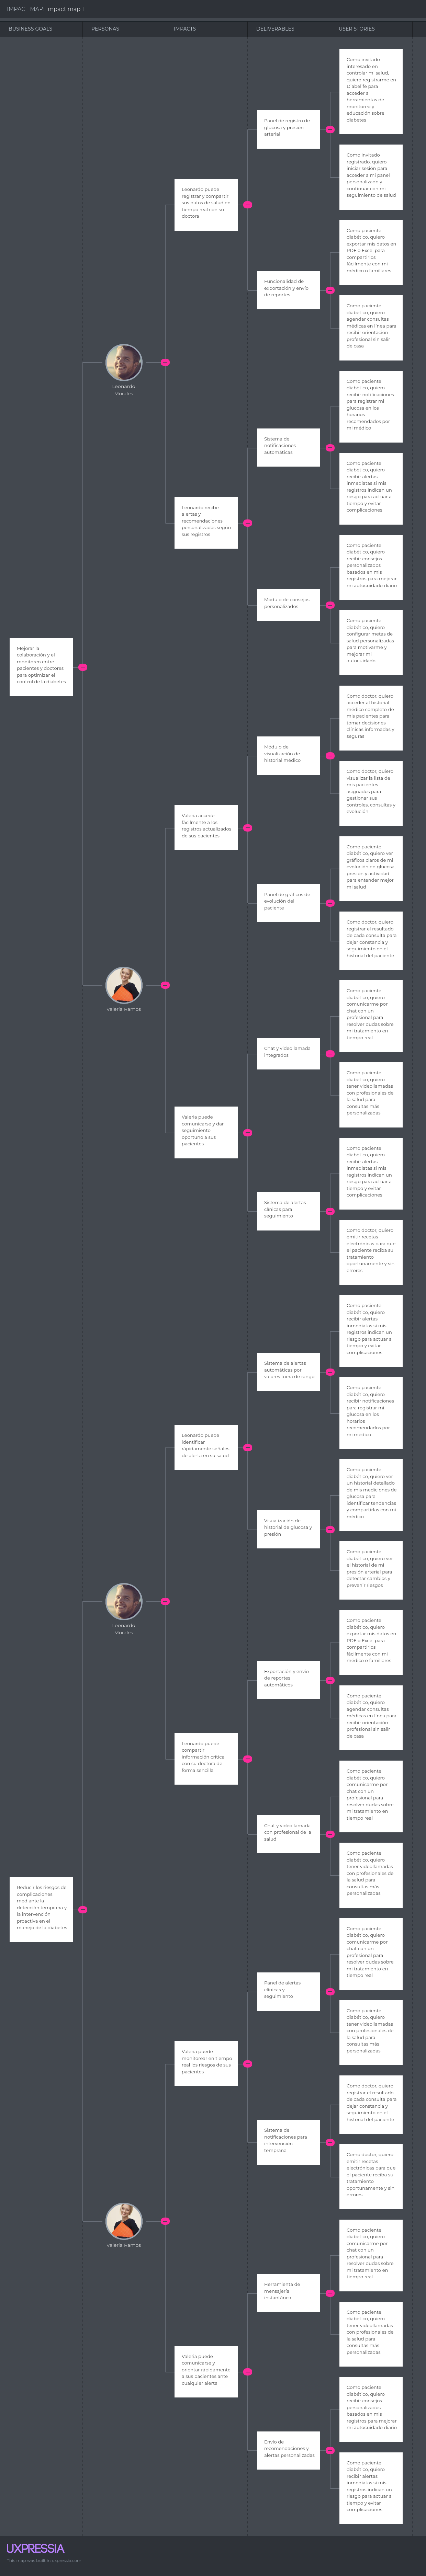 IMPACT MAP: Impact map 1
BUSINESS GOALS
PERSONAS
IMPACTS
DELIVERABLES
USER STORIES
Como invitado
interesado en
controlar mi salud,
quiero registrarme en
Diabelife para
acceder a
herramientas de
monitoreo y
educación sobre
diabetes
Panel de registro de
glucosa y presión
arterial
Como invitado
registrado, quiero
iniciar sesión para
acceder a mi panel
personalizado y
continuar con mi
seguimiento de salud
Leonardo puede
registrar y compartir
sus datos de salud en
tiempo real con su
doctora
Como paciente
diabético, quiero
exportar mis datos en
PDF o Excel para
compartirlos
fácilmente con mi
médico o familiares
Funcionalidad de
exportación y envío
de reportes
Como paciente
diabético, quiero
agendar consultas
médicas en línea para
recibir orientación
profesional sin salir
de casa
Leonardo
Morales
Como paciente
diabético, quiero
recibir notificaciones
para registrar mi
glucosa en los
horarios
recomendados por
mi médico
Sistema de
notificaciones
automáticas
Como paciente
diabético, quiero
recibir alertas
inmediatas si mis
registros indican un
riesgo para actuar a
tiempo y evitar
complicaciones
Leonardo recibe
alertas y
recomendaciones
personalizadas según
sus registros
Como paciente
diabético, quiero
recibir consejos
personalizados
basados en mis
registros para mejorar
mi autocuidado diario
Módulo de consejos
personalizados
Como paciente
diabético, quiero
configurar metas de
salud personalizadas
para motivarme y
mejorar mi
autocuidado
Mejorar la
colaboración y el
monitoreo entre
pacientes y doctores
para optimizar el
control de la diabetes
Como doctor, quiero
acceder al historial
médico completo de
mis pacientes para
tomar decisiones
clínicas informadas y
seguras
Módulo de
visualización de
historial médico
Como doctor, quiero
visualizar la lista de
mis pacientes
asignados para
gestionar sus
controles, consultas y
evolución
Valeria accede
fácilmente a los
registros actualizados
de sus pacientes
Como paciente
diabético, quiero ver
gráficos claros de mi
evolución en glucosa,
presión y actividad
para entender mejor
mi salud
Panel de gráficos de
evolución del
paciente
Como doctor, quiero
registrar el resultado
de cada consulta para
dejar constancia y
seguimiento en el
historial del paciente
Valeria Ramos
Como paciente
diabético, quiero
comunicarme por
chat con un
profesional para
resolver dudas sobre
mi tratamiento en
tiempo real
Chat y videollamada
integrados
Como paciente
diabético, quiero
tener videollamadas
con profesionales de
la salud para
consultas más
personalizadas
Valeria puede
comunicarse y dar
seguimiento
oportuno a sus
pacientes
Como paciente
diabético, quiero
recibir alertas
inmediatas si mis
registros indican un
riesgo para actuar a
tiempo y evitar
complicaciones
Sistema de alertas
clínicas para
seguimiento
Como doctor, quiero
emitir recetas
electrónicas para que
el paciente reciba su
tratamiento
oportunamente y sin
errores
Como paciente
diabético, quiero
recibir alertas
inmediatas si mis
registros indican un
riesgo para actuar a
tiempo y evitar
complicaciones
Sistema de alertas
automáticas por
valores fuera de rango
Como paciente
diabético, quiero
recibir notificaciones
para registrar mi
glucosa en los
horarios
recomendados por
mi médico
Leonardo puede
identificar
rápidamente señales
de alerta en su salud
Como paciente
diabético, quiero ver
un historial detallado
de mis mediciones de
glucosa para
identificar tendencias
y compartirlas con mi
médico
Visualización de
historial de glucosa y
presión
Como paciente
diabético, quiero ver
el historial de mi
presión arterial para
detectar cambios y
prevenir riesgos
Leonardo
Morales
Como paciente
diabético, quiero
exportar mis datos en
PDF o Excel para
compartirlos
fácilmente con mi
médico o familiares
Exportación y envío
de reportes
automáticos
Como paciente
diabético, quiero
agendar consultas
médicas en línea para
recibir orientación
profesional sin salir
de casa
Leonardo puede
compartir
información crítica
con su doctora de
forma sencilla
Como paciente
diabético, quiero
comunicarme por
chat con un
profesional para
resolver dudas sobre
mi tratamiento en
tiempo real
Chat y videollamada
con profesional de la
salud
Como paciente
diabético, quiero
tener videollamadas
con profesionales de
la salud para
consultas más
personalizadas
Reducir los riesgos de
complicaciones
mediante la
detección temprana y
la intervención
proactiva en el
manejo de la diabetes
Como paciente
diabético, quiero
comunicarme por
chat con un
profesional para
resolver dudas sobre
mi tratamiento en
tiempo real
Panel de alertas
clínicas y
seguimiento
Como paciente
diabético, quiero
tener videollamadas
con profesionales de
la salud para
consultas más
personalizadas
Valeria puede
monitorear en tiempo
real los riesgos de sus
pacientes
Como doctor, quiero
registrar el resultado
de cada consulta para
dejar constancia y
seguimiento en el
historial del paciente
Sistema de
notificaciones para
intervención
temprana
Como doctor, quiero
emitir recetas
electrónicas para que
el paciente reciba su
tratamiento
oportunamente y sin
errores
Valeria Ramos
Como paciente
diabético, quiero
comunicarme por
chat con un
profesional para
resolver dudas sobre
mi tratamiento en
tiempo real
Herramienta de
mensajería
instantánea
Como paciente
diabético, quiero
tener videollamadas
con profesionales de
la salud para
consultas más
personalizadas
Valeria puede
comunicarse y
orientar rápidamente
a sus pacientes ante
cualquier alerta
Como paciente
diabético, quiero
recibir consejos
personalizados
basados en mis
registros para mejorar
mi autocuidado diario
Envío de
recomendaciones y
alertas personalizadas
Como paciente
diabético, quiero
recibir alertas
inmediatas si mis
registros indican un
riesgo para actuar a
tiempo y evitar
complicaciones
UXPRESSIA
This map was built in uxpressia.com